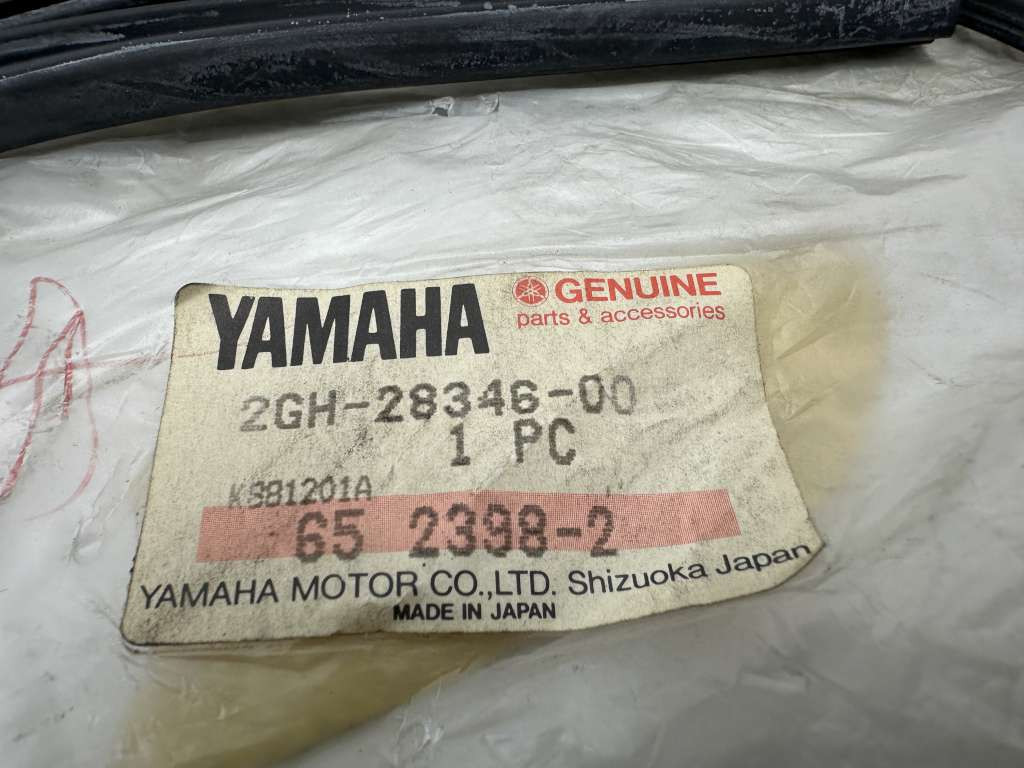 YAMAHA
GENUINE
parts & accessories
2GH-28346-00
1 PC
KSB1201A
65 2398-2
YAMAHA MOTOR CO.,LTD. Shizuoka Japan
MADE IN JAPAN